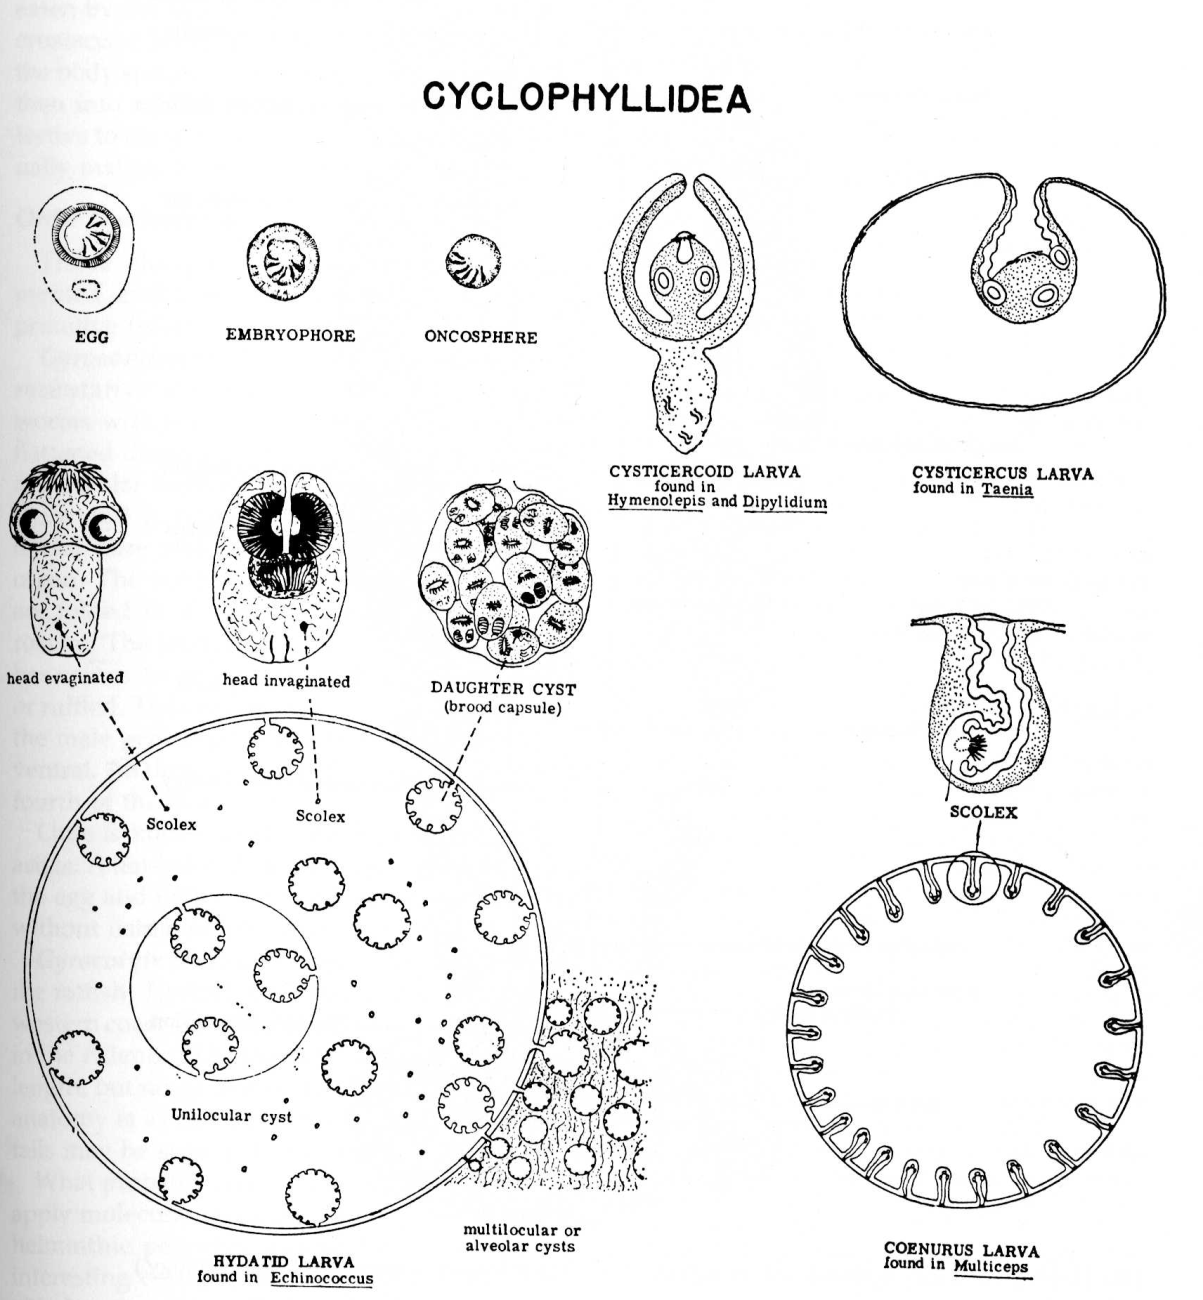 CYCLOPHYLLIDEA
EGG
EMBRYOPHORE
ONCOSPHERE
CYSTICERCOID LARVA
found in
Hymenolepis and Dipylidium
CYSTICERCUS LARVA
found in Taenia
head evaginated
head invaginated
DAUGHTER CYST
(brood capsule)
Scolex
Scolex
SCOLEX
Unilocular cyst
multilocular or
alveolar cysts
HYDATID LARVA
found in Echinococcus
COENURUS LARVA
found in Multiceps